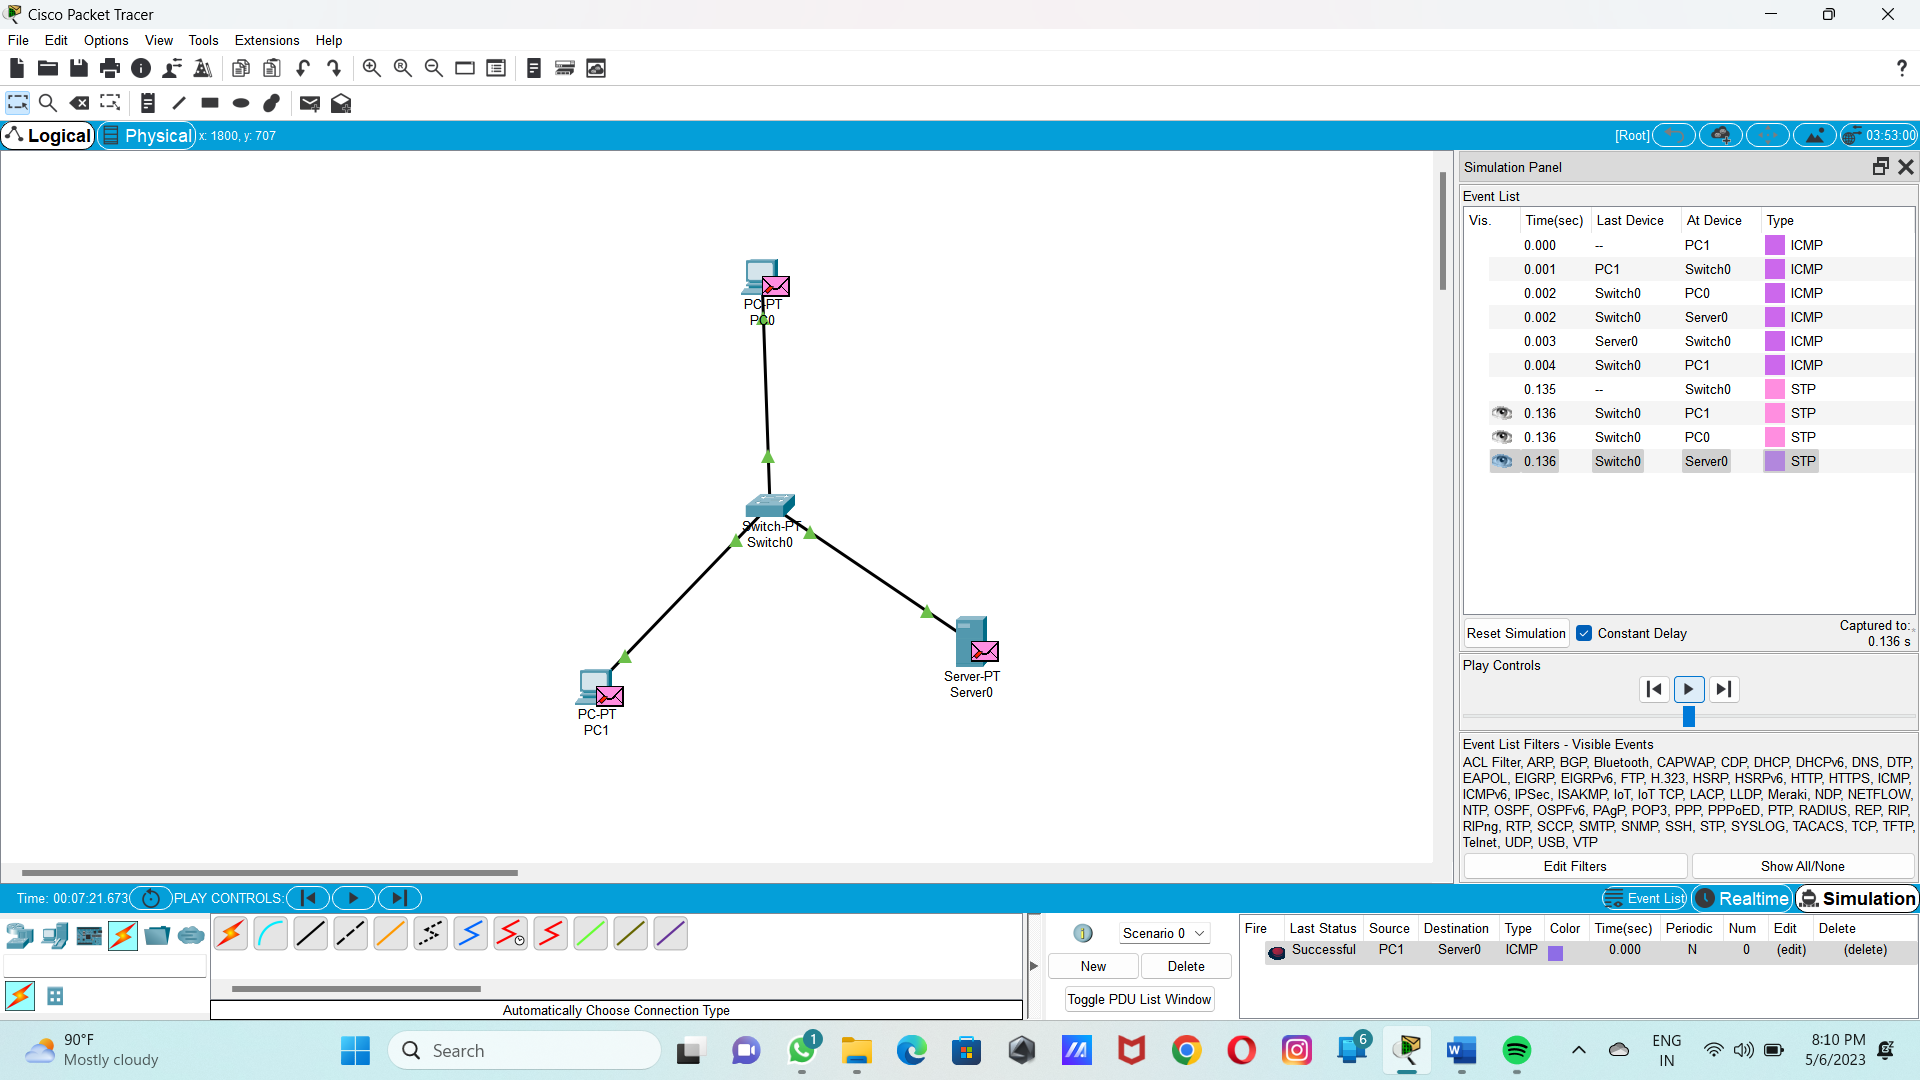 Cisco Packet Tracer
File Edit Options View Tools Extensions Help
?
Logical Physical x: 1800, y: 707 [Root] 03:53:00
Simulation Panel
Event List
Vis. Time(sec) Last Device At Device Type
0.000 -- PC1 ICMP
0.001 PC1 Switch0 ICMP
0.002 Switch0 PC0 ICMP
0.002 Switch0 Server0 ICMP
0.003 Server0 Switch0 ICMP
0.004 Switch0 PC1 ICMP
0.135 -- Switch0 STP
0.136 Switch0 PC1 STP
0.136 Switch0 PC0 STP
0.136 Switch0 Server0 STP
PC-PT
PC0
Switch-PT
Switch0
Server-PT
Server0
PC-PT
PC1
Reset Simulation Constant Delay Captured to:
0.136 s
Play Controls
Event List Filters - Visible Events
ACL Filter, ARP, BGP, Bluetooth, CAPWAP, CDP, DHCP, DHCPv6, DNS, DTP,
EAPOL, EIGRP, EIGRPv6, FTP, H.323, HSRP, HSRPv6, HTTP, HTTPS, ICMP,
ICMPv6, IPSec, ISAKMP, IoT, IoT TCP, LACP, LLDP, Meraki, NDP, NETFLOW,
NTP, OSPF, OSPFv6, PAgP, POP3, PPP, PPPoED, PTP, RADIUS, REP, RIP,
RIPng, RTP, SCCP, SMTP, SNMP, SSH, STP, SYSLOG, TACACS, TCP, TFTP,
Telnet, UDP, USB, VTP
Edit Filters Show All/None
Time: 00:07:21.673 PLAY CONTROLS: Event List Realtime Simulation
Scenario 0
New Delete
Toggle PDU List Window
Fire Last Status Source Destination Type Color Time(sec) Periodic Num Edit Delete
Successful PC1 Server0 ICMP 0.000 N 0 (edit) (delete)
Automatically Choose Connection Type
90°F
Mostly cloudy
Search
1
6
ENG
IN
8:10 PM
5/6/2023